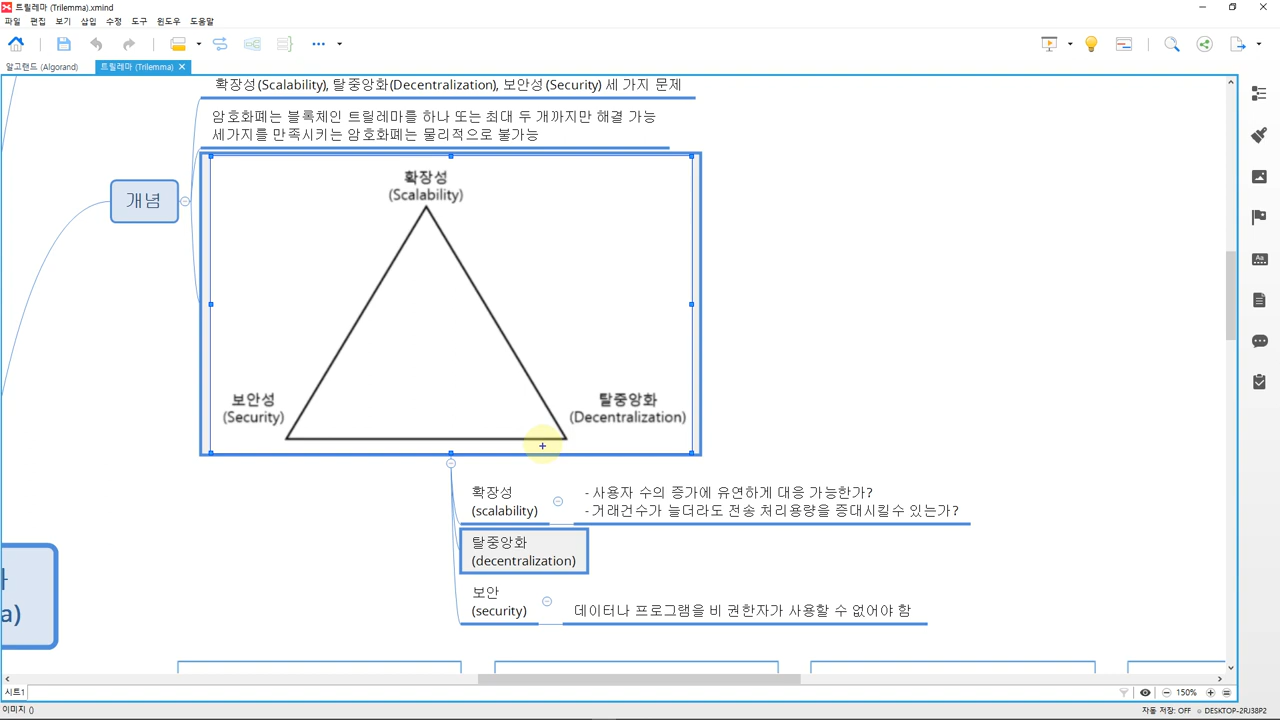 트릴레마 (Trilemma).xmind
파일 편집 보기 삽입 수정 도구 윈도우 도움말
알고랜드 (Algorand)
트릴레마 (Trilemma)
확장성(Scalability), 탈중앙화(Decentralization), 보안성(Security) 세 가지 문제
암호화폐는 블록체인 트릴레마를 하나 또는 최대 두 개까지만 해결 가능
세가지를 만족시키는 암호화폐는 물리적으로 불가능
개념
확장성
(Scalability)
보안성
(Security)
탈중앙화
(Decentralization)
확장성
(scalability)
- 사용자 수의 증가에 유연하게 대응 가능한가?
- 거래건수가 늘더라도 전송 처리용량을 증대시킬수 있는가?
탈중앙화
(decentralization)
보안
(security)
데이터나 프로그램을 비 권한자가 사용할 수 없어야 함
a)
시트1
150%
이미지 ()
자동 저장: OFF
DESKTOP-2RJ38P2